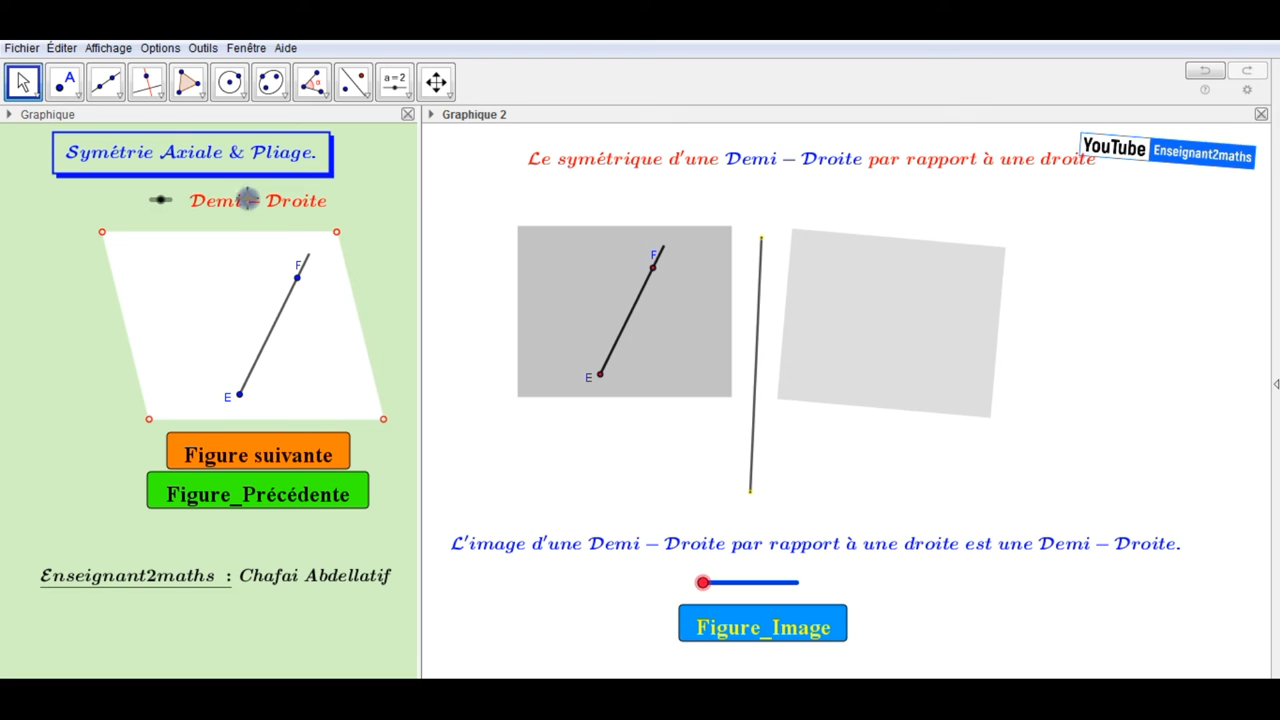 Fichier Éditer Affichage Options Outils Fenêtre Aide
A
α
a=2
Graphique
Graphique 2
Symétrie Axiale & Pliage.
Demi – Droite
F
E
Figure suivante
Figure_Précédente
Enseignant2maths : Chafai Abdellatif
Le symétrique d'une Demi – Droite par rapport à une droite
YouTube Enseignant2maths
F
E
L'image d'une Demi – Droite par rapport à une droite est une Demi – Droite.
Figure_Image